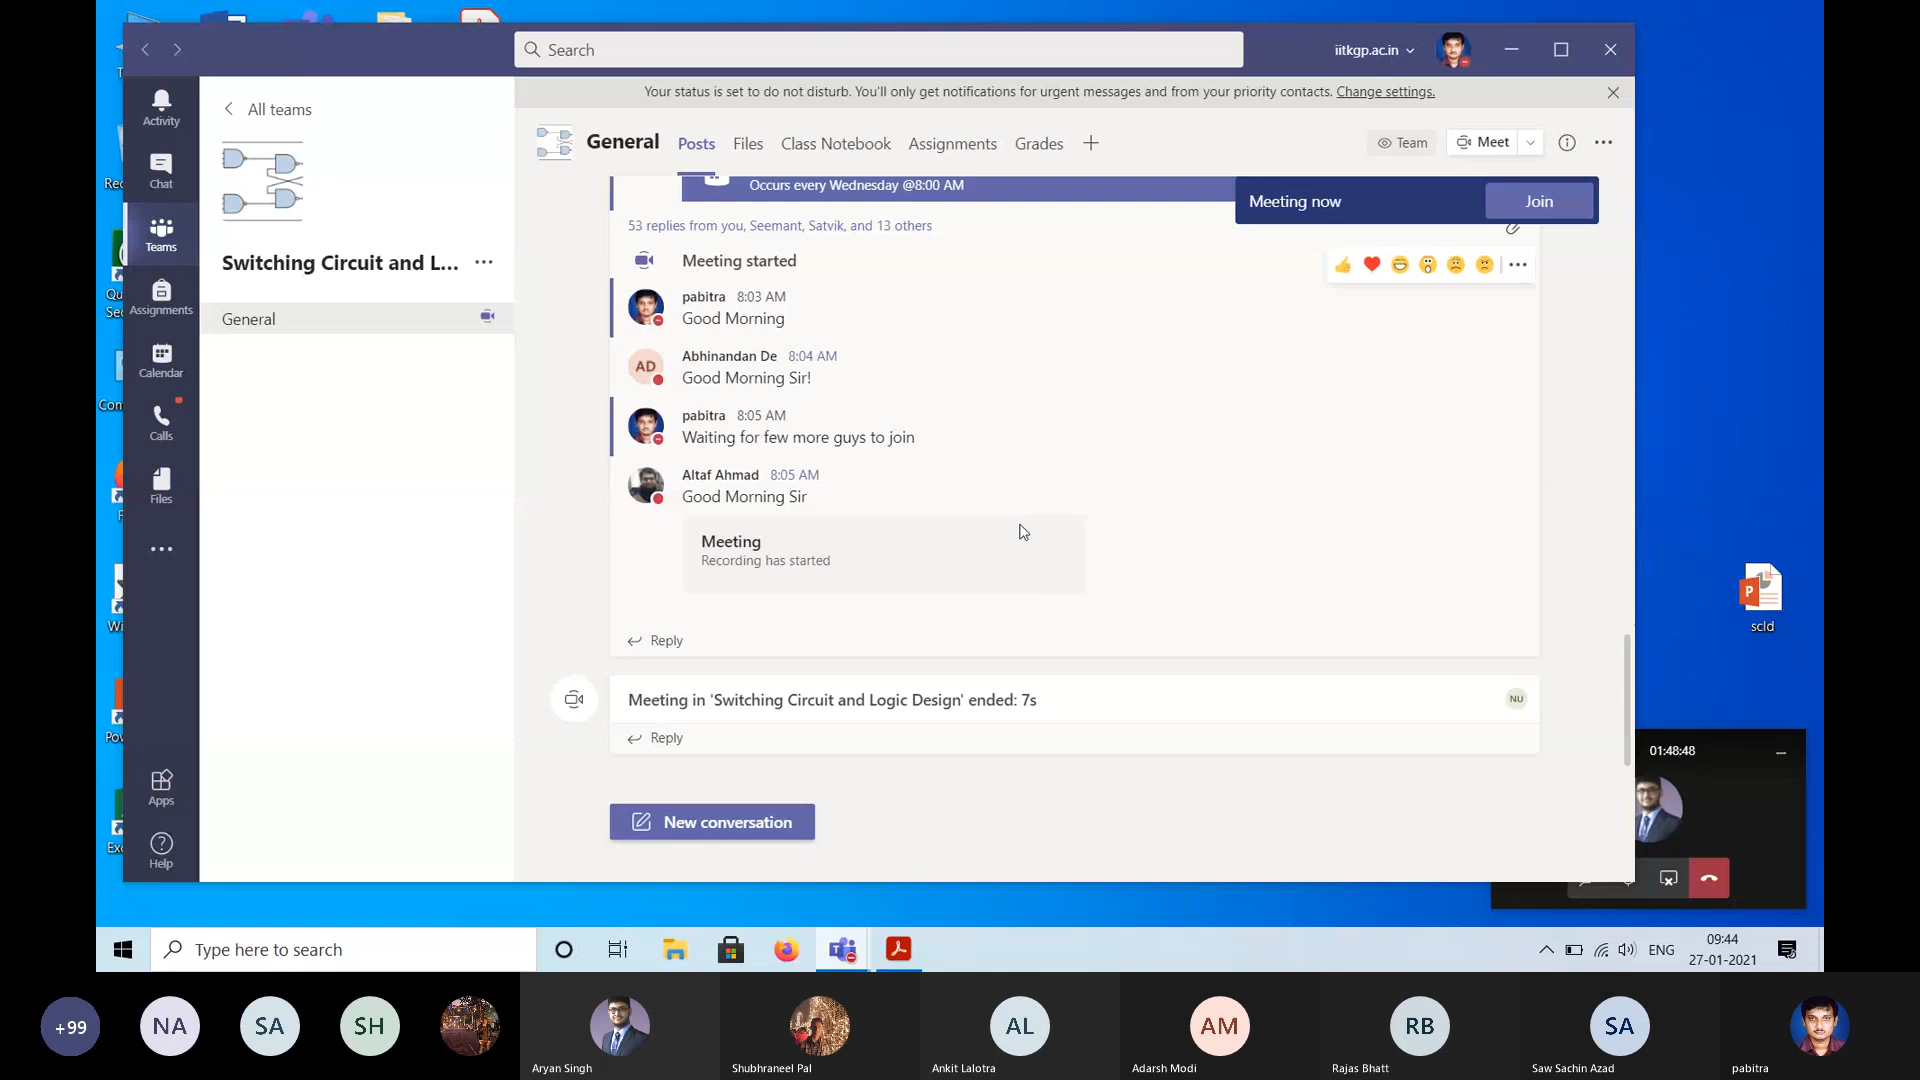 Search
iitkgp.ac.in
Your status is set to do not disturb. You'll only get notifications for urgent messages and from your priority contacts. Change settings.
Activity
Chat
Teams
Assignments
Calendar
Calls
Files
Apps
Help
All teams
Switching Circuit and L...
General
General
Posts
Files
Class Notebook
Assignments
Grades
Team
Meet
Occurs every Wednesday @8:00 AM
Meeting now
Join
53 replies from you, Seemant, Satvik, and 13 others
Meeting started
pabitra 8:03 AM
Good Morning
AD
Abhinandan De 8:04 AM
Good Morning Sir!
pabitra 8:05 AM
Waiting for few more guys to join
Altaf Ahmad 8:05 AM
Good Morning Sir
Meeting
Recording has started
Reply
Meeting in 'Switching Circuit and Logic Design' ended: 7s
NU
Reply
New conversation
scld
01:48:48
Type here to search
ENG
09:44
27-01-2021
+99
NA
SA
SH
Aryan Singh
Shubhraneel Pal
AL
Ankit Lalotra
AM
Adarsh Modi
RB
Rajas Bhatt
SA
Saw Sachin Azad
pabitra